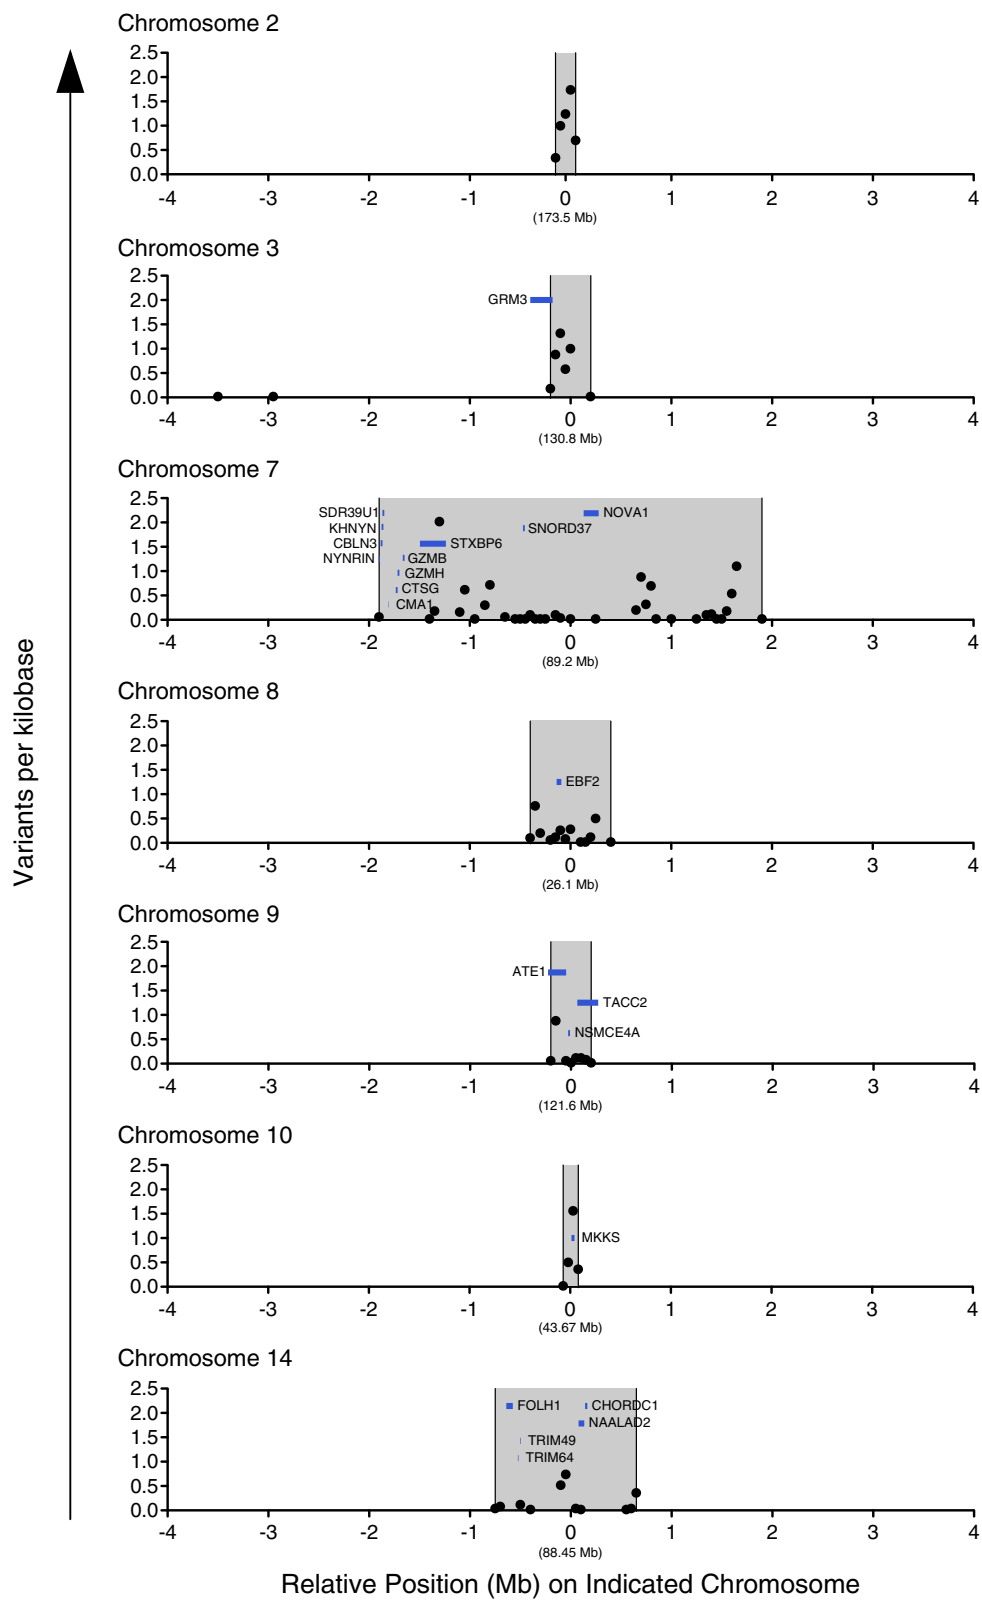 Chromosome 2
2.5
2.0
1.5
1.0
0.5
0.0
-4 -3 -2 -1 0 1 2 3 4
(173.5 Mb)
Chromosome 3
2.5
2.0 GRM3
1.5
1.0
0.5
0.0
-4 -3 -2 -1 0 1 2 3 4
(130.8 Mb)
Chromosome 7
2.5
SDR39U1 NOVA1
2.0
KHNYN SNORD37
1.5 CBLN3 STXBP6
NYNRIN GZMB
1.0 GZMH
0.5 CTSG
CMA1
0.0
-4 -3 -2 -1 0 1 2 3 4
(89.2 Mb)
Chromosome 8
2.5
2.0
1.5
EBF2
1.0
0.5
0.0
-4 -3 -2 -1 0 1 2 3 4
(26.1 Mb)
Chromosome 9
2.5
2.0 ATE1
1.5
TACC2
1.0
0.5 NSMCE4A
0.0
-4 -3 -2 -1 0 1 2 3 4
(121.6 Mb)
Chromosome 10
2.5
2.0
1.5
1.0 MKKS
0.5
0.0
-4 -3 -2 -1 0 1 2 3 4
(43.67 Mb)
Chromosome 14
2.5
FOLH1 CHORDC1
2.0
NAALAD2
1.5 TRIM49
1.0 TRIM64
0.5
0.0
-4 -3 -2 -1 0 1 2 3 4
(88.45 Mb)
Variants per kilobase
Relative Position (Mb) on Indicated Chromosome